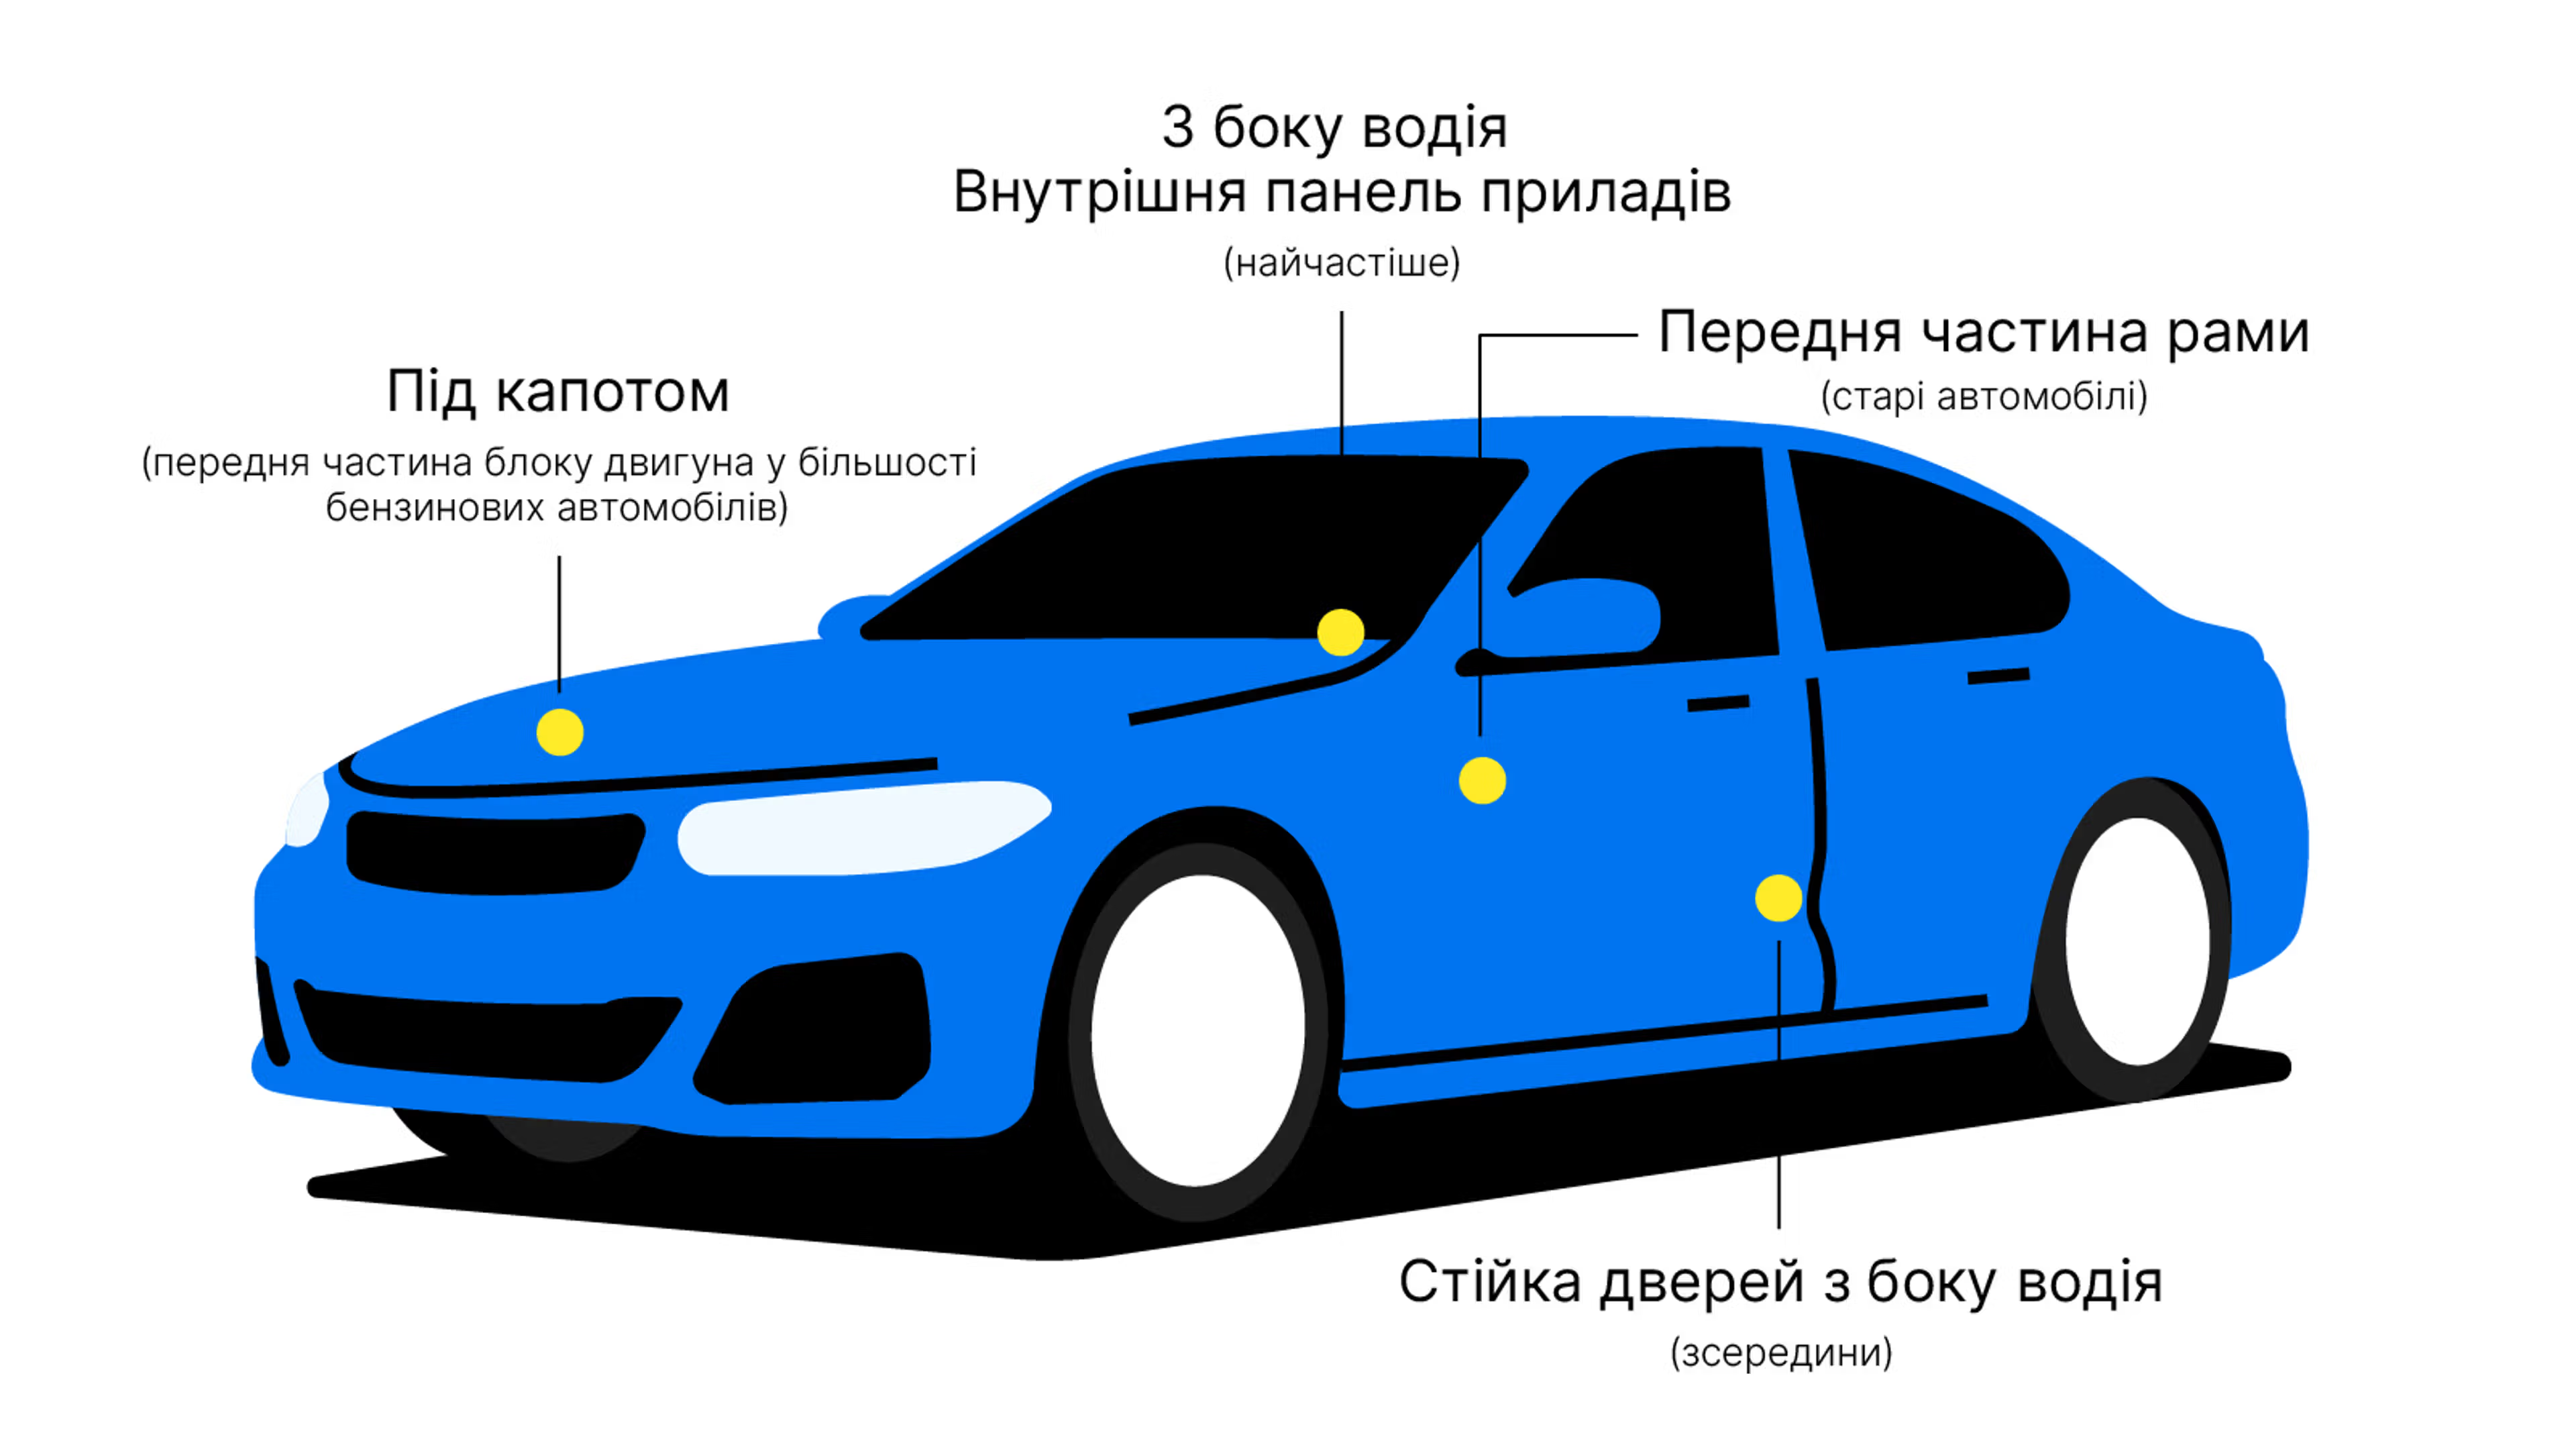 З боку водія
Внутрішня панель приладів
(найчастіше)
Передня частина рами
(старі автомобілі)
Під капотом
(передня частина блоку двигуна у більшості
бензинових автомобілів)
Стійка дверей з боку водія
(зсередини)